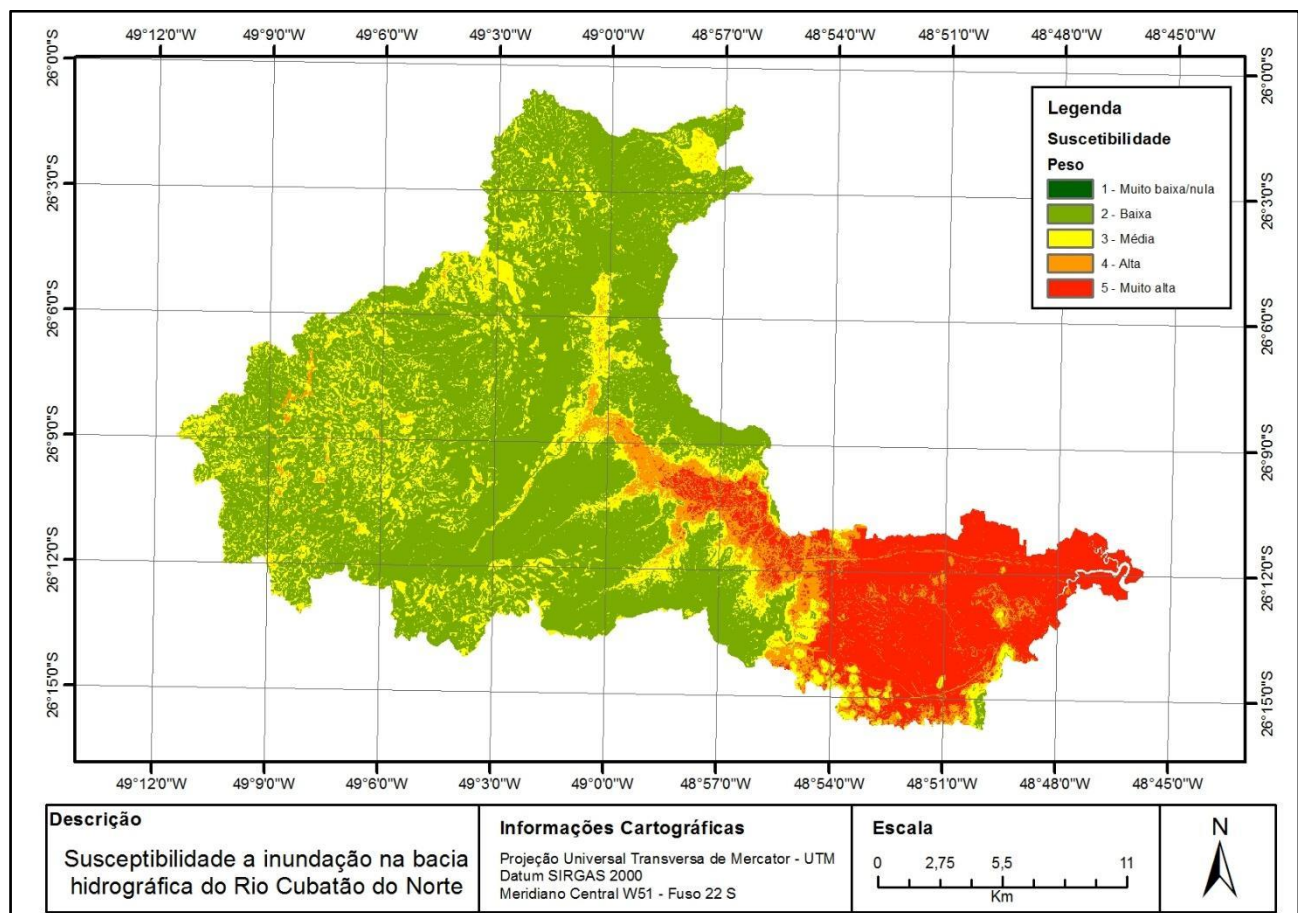 49°12'0"W 49°9'0"W 49°6'0"W 49°3'0"W 49°0'0"W 48°57'0"W 48°54'0"W 48°51'0"W 48°48'0"W 48°45'0"W
26°0'0"S
26°3'0"S
26°6'0"S
26°9'0"S
26°12'0"S
26°15'0"S
Legenda
Suscetibilidade
Peso
1 - Muito baixa/nula
2 - Baixa
3 - Média
4 - Alta
5 - Muito alta
26°0'0"S
26°3'0"S
26°6'0"S
26°9'0"S
26°12'0"S
26°15'0"S
49°12'0"W 49°9'0"W 49°6'0"W 49°3'0"W 49°0'0"W 48°57'0"W 48°54'0"W 48°51'0"W 48°48'0"W 48°45'0"W
Descrição
Susceptibilidade a inundação na bacia
hidrográfica do Rio Cubatão do Norte
Informações Cartográficas
Projeção Universal Transversa de Mercator - UTM
Datum SIRGAS 2000
Meridiano Central W51 - Fuso 22 S
Escala
0 2,75 5,5 11
Km
N